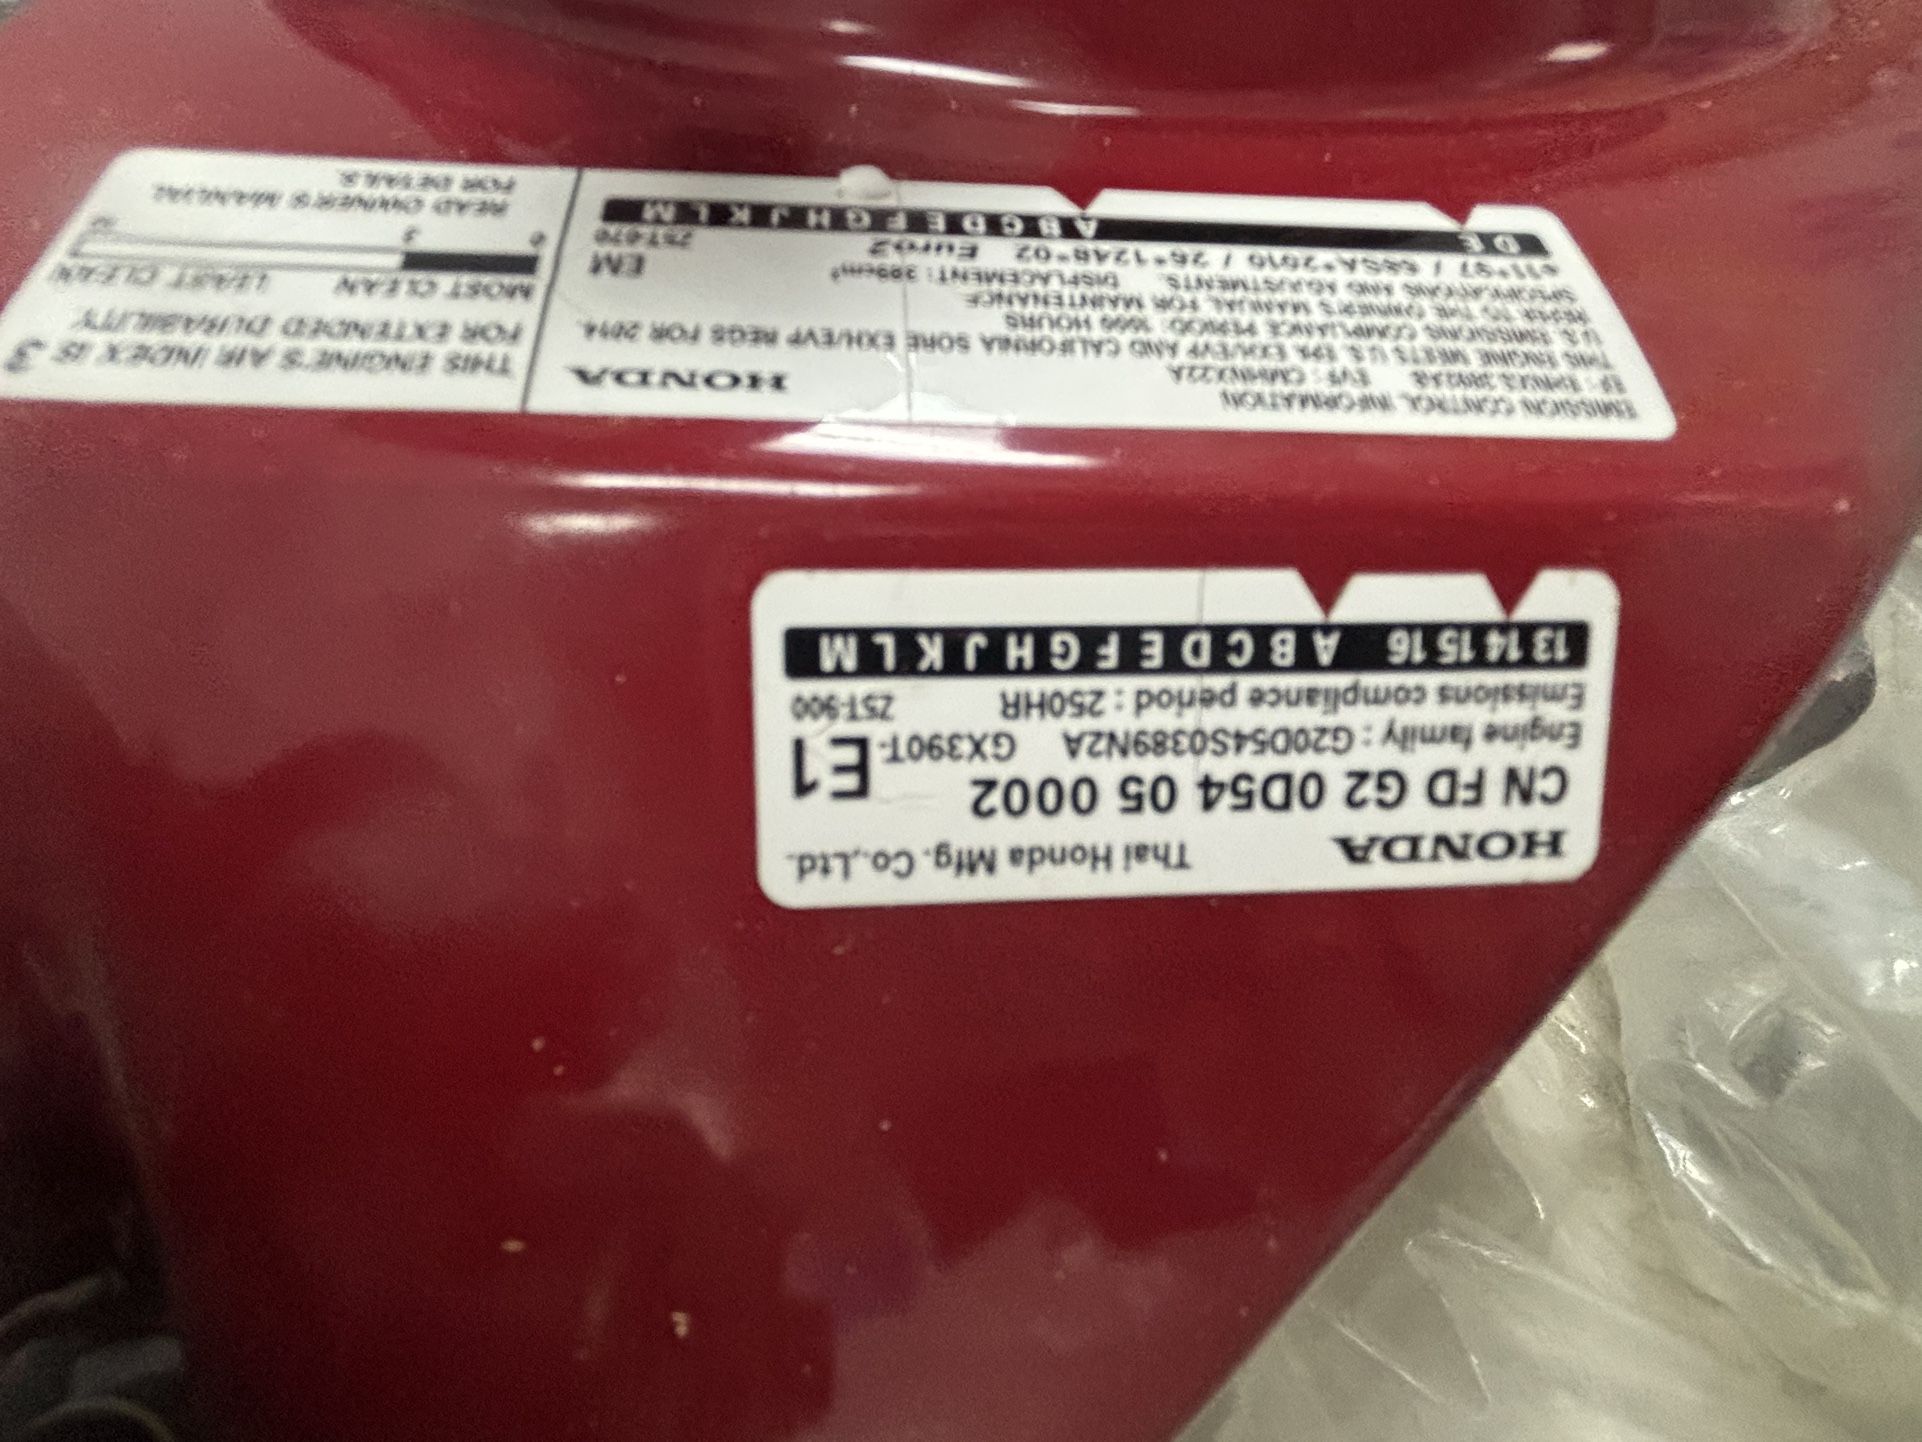 HONDA Thai Honda Mfg. Co.,Ltd.
CN FD G2 0D54 05 0002 E1
Engine family : G20D54S0389N2A GX390T-
Emissions compliance period : 250HR ZST-900
13 14 15 16 A B C D E F G H J K L M
EMISSION CONTROL INFORMATION
HONDA
THIS ENGINE MEETS U.S. EPA EXH/EVP AND CALIFORNIA SORE EXH/EVP REGS FOR 2014.
U.S. EMISSIONS COMPLIANCE PERIOD: HOURS
REFER TO THE OWNER'S MANUAL FOR MAINTENANCE
SPECIFICATIONS AND ADJUSTMENTS. DISPLACEMENT: 389cm³ EM
Euro2
D E A B C D E F G H J K L M
THIS ENGINE'S AIR INDEX IS 3
FOR EXTENDED DURABILITY
MOST CLEAN LEAST CLEAN
0 3
READ OWNER'S MANUAL
FOR DETAILS.